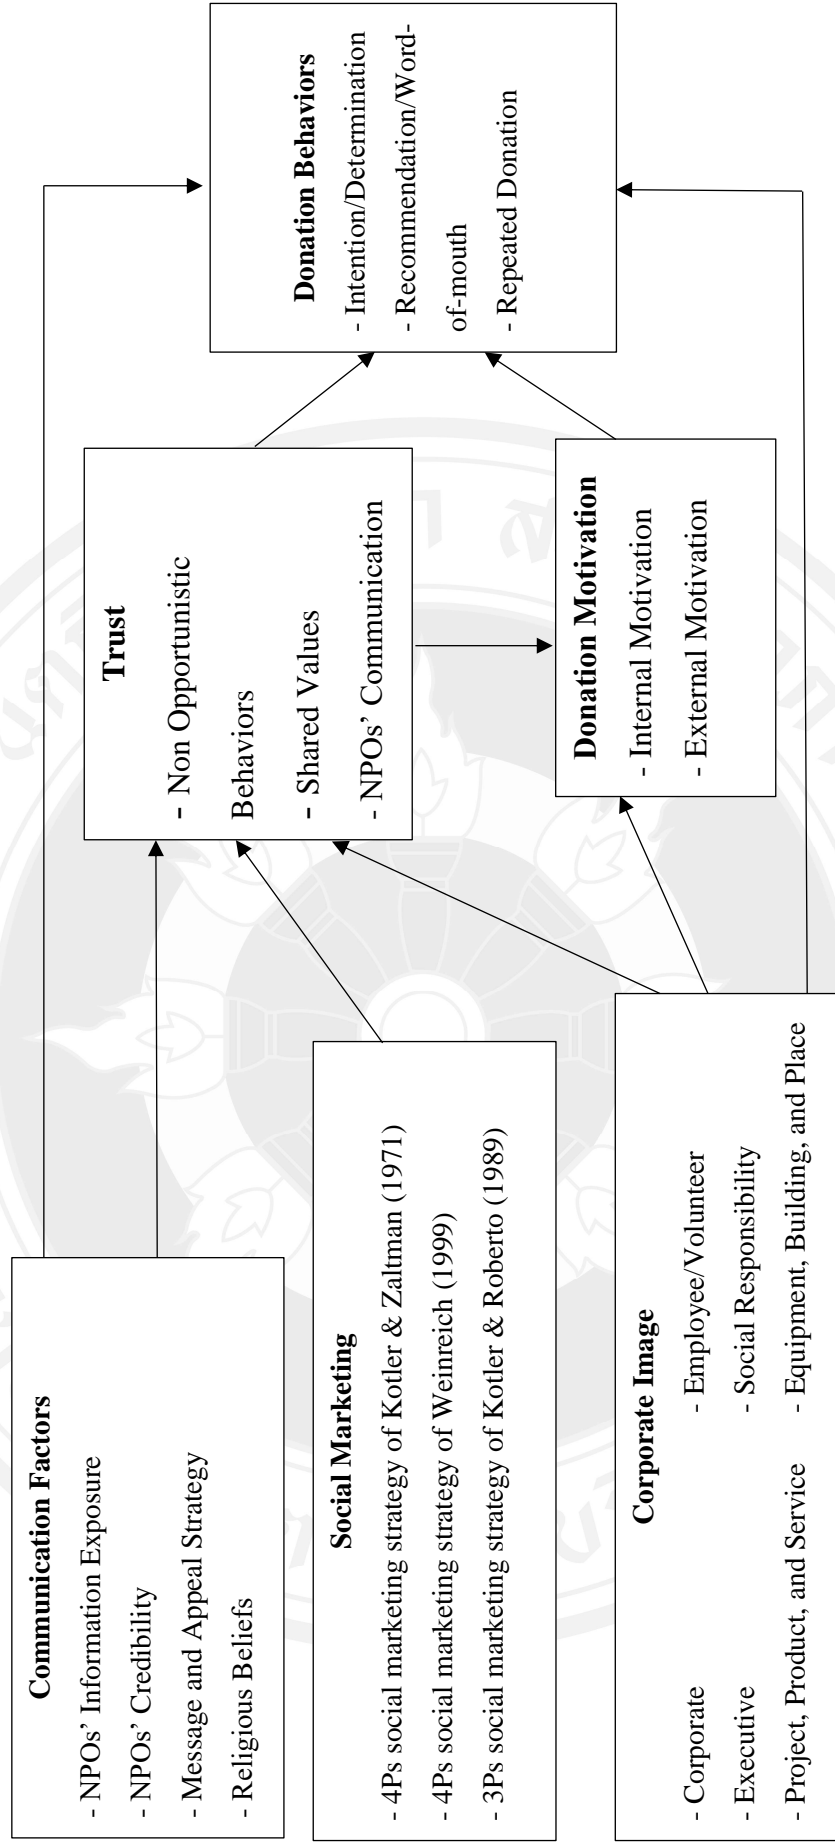 Communication Factors
- NPOs’ Information Exposure
- NPOs’ Credibility
- Message and Appeal Strategy
- Religious Beliefs
Social Marketing
- 4Ps social marketing strategy of Kotler & Zaltman (1971)
- 4Ps social marketing strategy of Weinreich (1999)
- 3Ps social marketing strategy of Kotler & Roberto (1989)
Corporate Image
- Corporate
- Executive
- Project, Product, and Service
- Employee/Volunteer
- Social Responsibility
- Equipment, Building, and Place
Trust
- Non Opportunistic
Behaviors
- Shared Values
- NPOs’ Communication
Donation Motivation
- Internal Motivation
- External Motivation
Donation Behaviors
- Intention/Determination
- Recommendation/Word-
of-mouth
- Repeated Donation